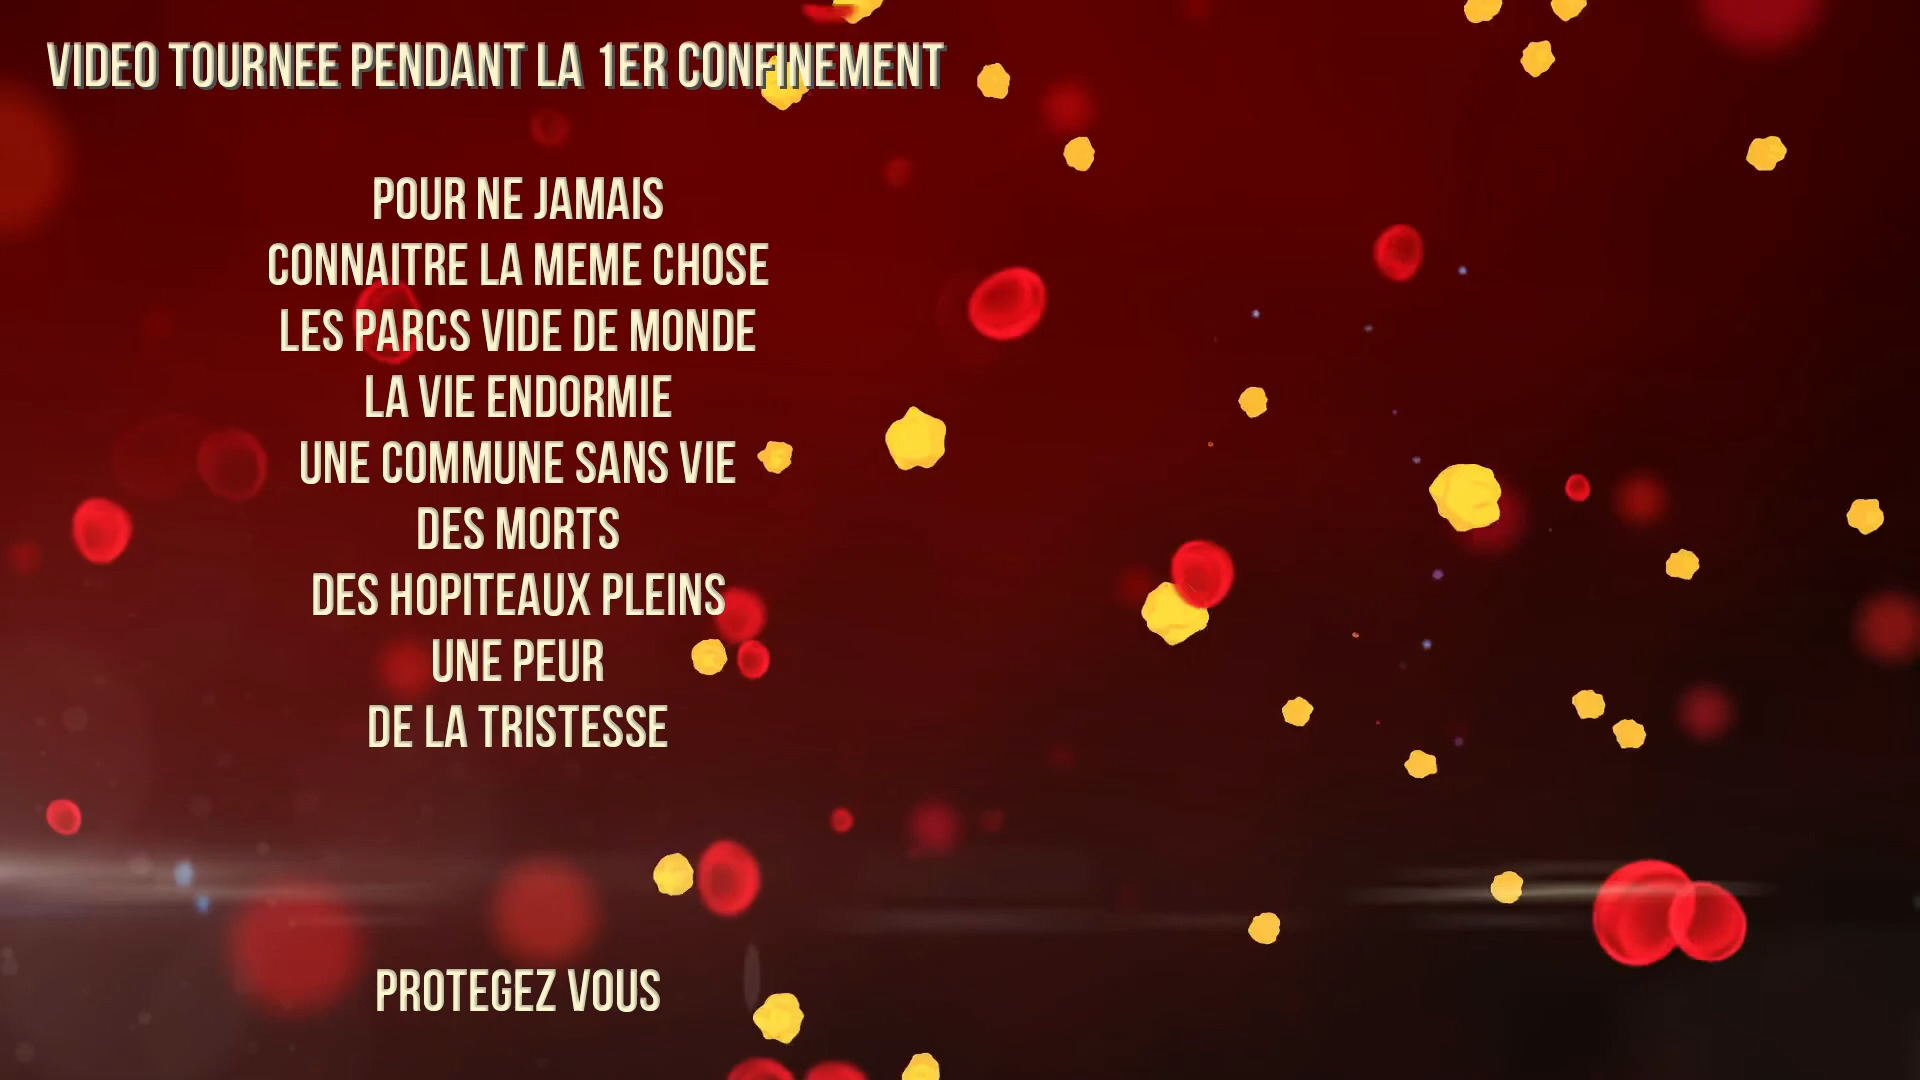 VIDEO TOURNEE PENDANT LA 1ER CONFINEMENT
POUR NE JAMAIS
CONNAITRE LA MEME CHOSE
LES PARCS VIDE DE MONDE
LA VIE ENDORMIE
UNE COMMUNE SANS VIE
DES MORTS
DES HOPITEAUX PLEINS
UNE PEUR
DE LA TRISTESSE
PROTEGEZ VOUS